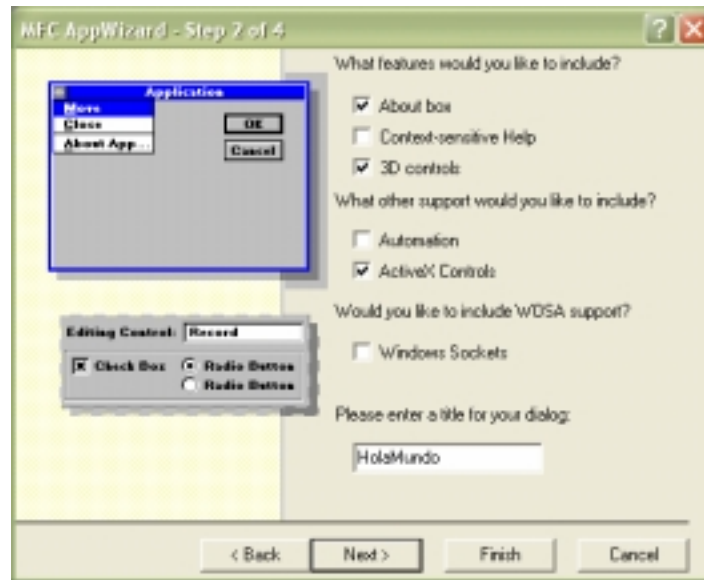 MFC AppWizard - Step 2 of 4
Application
Move
Close
About App...
OK
Cancel
Editing Control: Record
Check Box
Radio Button
Radio Button
What features would you like to include?
About box
Context-sensitive Help
3D controls
What other support would you like to include?
Automation
ActiveX Controls
Would you like to include WOSA support?
Windows Sockets
Please enter a title for your dialog:
HolaMundo
< Back
Next >
Finish
Cancel